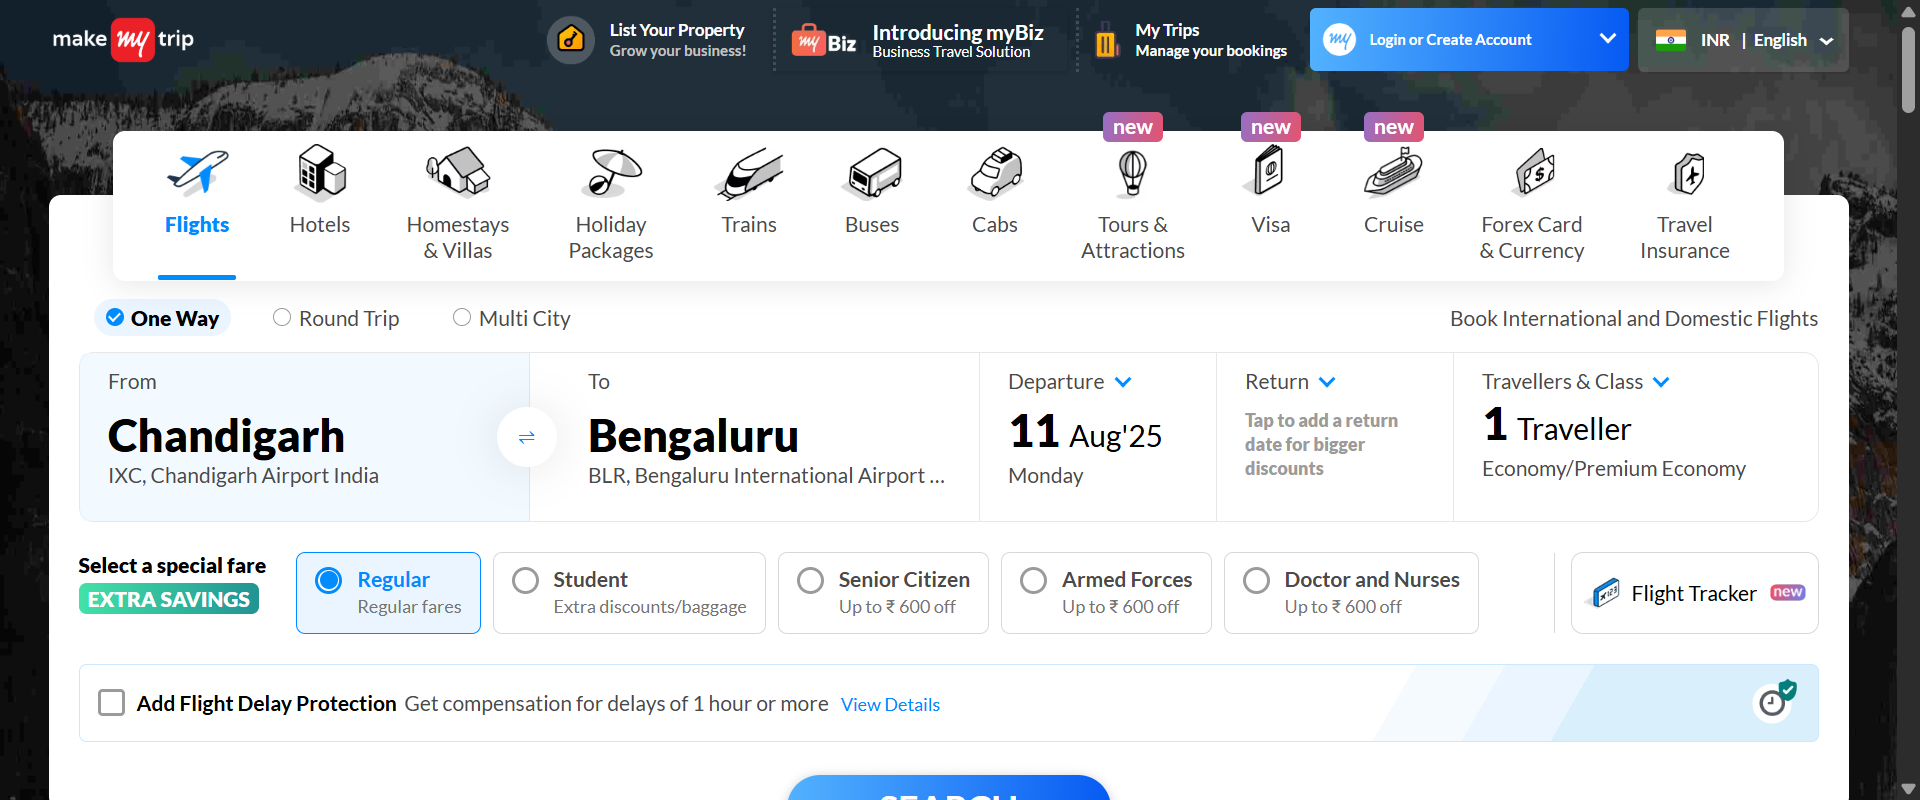 make my trip
List Your Property
Grow your business!
my Biz
Introducing myBiz
Business Travel Solution
My Trips
Manage your bookings
my
Login or Create Account
INR | English
new
new
new
Flights
Hotels
Homestays
& Villas
Holiday
Packages
Trains
Buses
Cabs
Tours &
Attractions
Visa
Cruise
Forex Card
& Currency
Travel
Insurance
One Way
Round Trip
Multi City
Book International and Domestic Flights
From
Chandigarh
IXC, Chandigarh Airport India
To
Bengaluru
BLR, Bengaluru International Airport ...
Departure
11 Aug'25
Monday
Return
Tap to add a return
date for bigger
discounts
Travellers & Class
1 Traveller
Economy/Premium Economy
Select a special fare
EXTRA SAVINGS
Regular
Regular fares
Student
Extra discounts/baggage
Senior Citizen
Up to ₹ 600 off
Armed Forces
Up to ₹ 600 off
Doctor and Nurses
Up to ₹ 600 off
Flight Tracker
new
Add Flight Delay Protection Get compensation for delays of 1 hour or more View Details
SEARCH